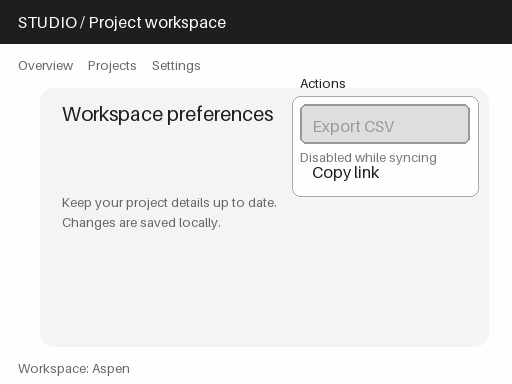 STUDIO / Project workspace
Overview Projects Settings
Actions
Workspace preferences
Export CSV
Disabled while syncing
Copy link
Keep your project details up to date.
Changes are saved locally.
Workspace: Aspen